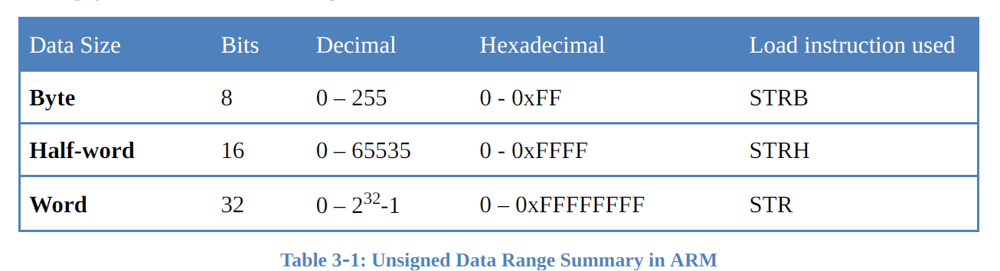 Data Size Bits Decimal Hexadecimal Load instruction used
Byte 8 0 – 255 0 - 0xFF STRB
Half-word 16 0 – 65535 0 - 0xFFFF STRH
Word 32 0 – 2³²-1 0 – 0xFFFFFFFF STR
Table 3-1: Unsigned Data Range Summary in ARM